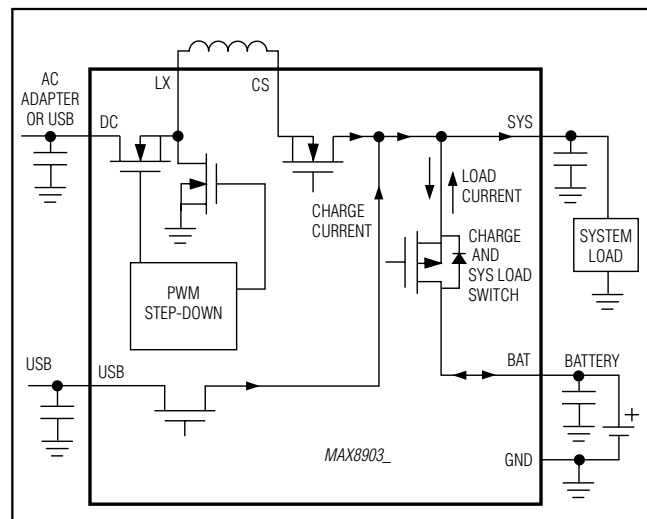 AC
ADAPTER
OR USB
LX
CS
DC
SYS
LOAD
CURRENT
CHARGE
CURRENT
CHARGE
AND
SYS LOAD
SWITCH
SYSTEM
LOAD
PWM
STEP-DOWN
USB
USB
BAT
BATTERY
+
MAX8903_
GND